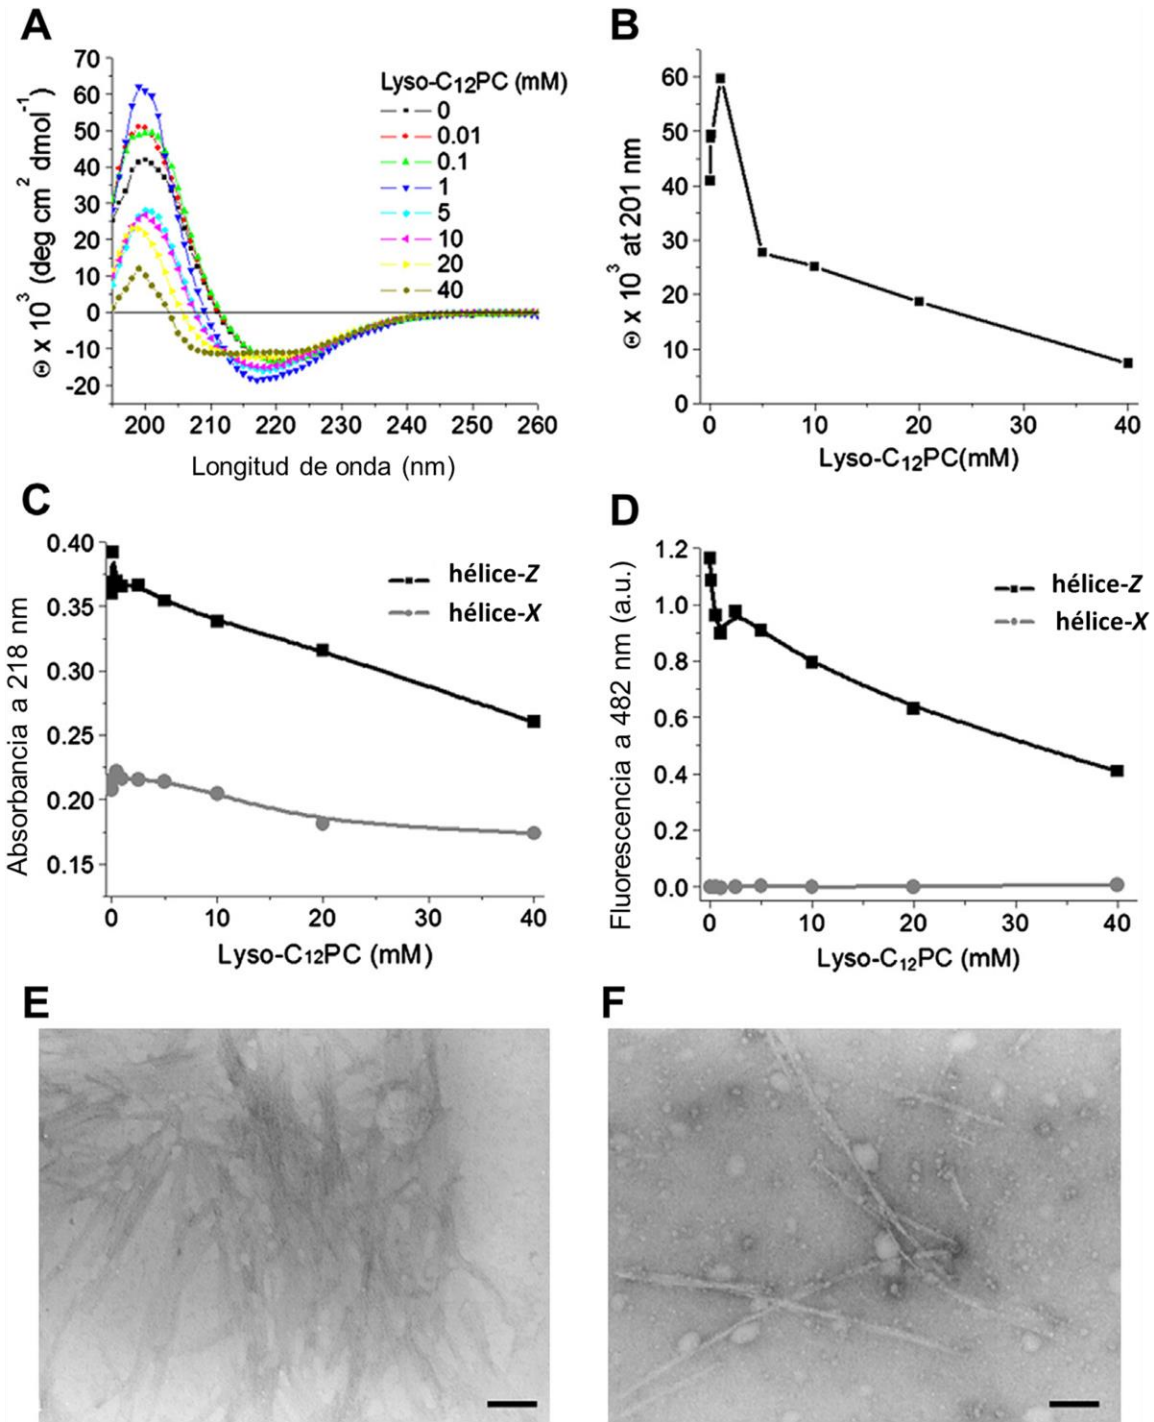 A
Θ x 10³ (deg cm² dmol⁻¹)
70
60
50
40
30
20
10
0
-10
-20
200 210 220 230 240 250 260
Longitud de onda (nm)
Lyso-C₁₂PC (mM)
0
0.01
0.1
1
5
10
20
40
B
Θ x 10³ at 201 nm
60
50
40
30
20
10
0
0 10 20 30 40
Lyso-C₁₂PC(mM)
C
Absorbancia a 218 nm
0.40
0.35
0.30
0.25
0.20
0.15
0 10 20 30 40
Lyso-C₁₂PC (mM)
hélice-Z
hélice-X
D
Fluorescencia a 482 nm (a.u.)
1.2
1.0
0.8
0.6
0.4
0.2
0.0
0 10 20 30 40
Lyso-C₁₂PC (mM)
hélice-Z
hélice-X
E
F